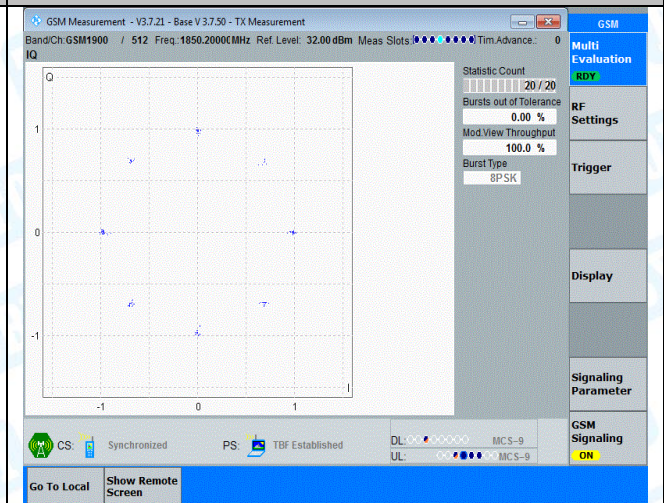 GSM Measurement - V3.7.21 - Base V 3.7.50 - TX Measurement
GSM
Band/Ch:GSM1900 / 512 Freq.:1850.2000 MHz Ref. Level: 32.00 dBm Meas Slots: Tim.Advance.: 0
IQ
Multi
Evaluation
RDY
Q
Statistic Count
20 / 20
Bursts out of Tolerance
0.00 %
Mod.View Throughput
100.0 %
Burst Type
8PSK
RF
Settings
Trigger
Display
1
0
-1
I
-1 0 1
Signaling
Parameter
GSM
Signaling
ON
CS: Synchronized PS: TBF Established DL: MCS-9
UL: MCS-9
Go To Local
Show Remote
Screen